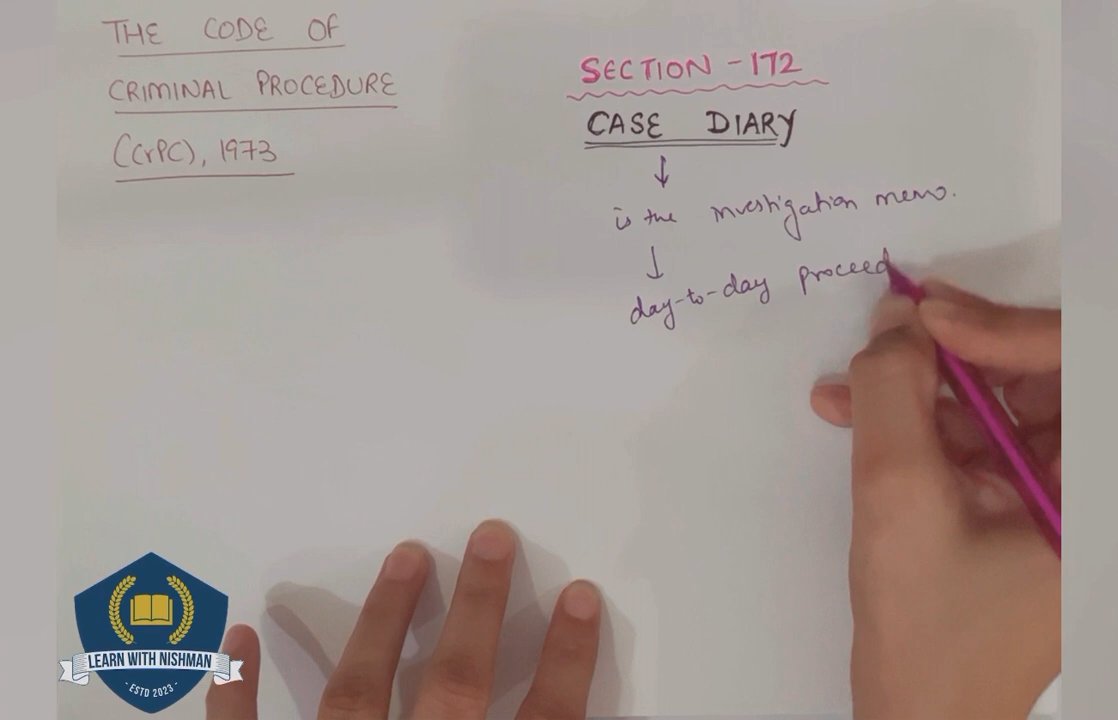 THE CODE OF
CRIMINAL PROCEDURE
(CrPC), 1973
SECTION - 172
CASE DIARY
is the investigation memo.
day-to-day proceed
LEARN WITH NISHMAN
- ESTD 2023 -